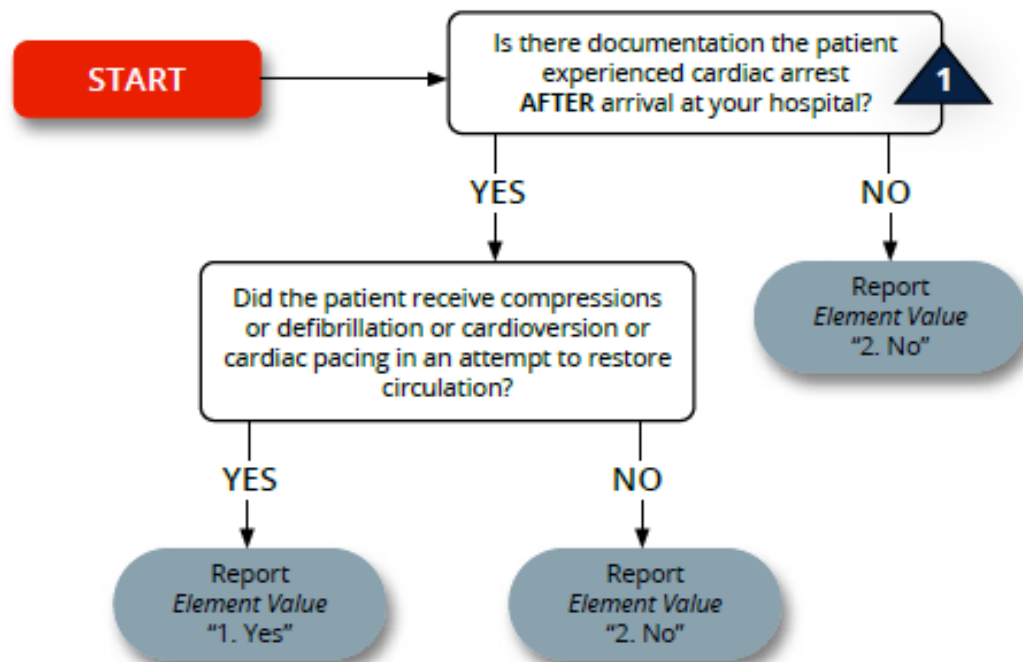 START
Is there documentation the patient
experienced cardiac arrest
AFTER arrival at your hospital?
1
YES
NO
Did the patient receive compressions
or defibrillation or cardioversion or
cardiac pacing in an attempt to restore
circulation?
Report
Element Value
“2. No”
YES
NO
Report
Element Value
“1. Yes”
Report
Element Value
“2. No”